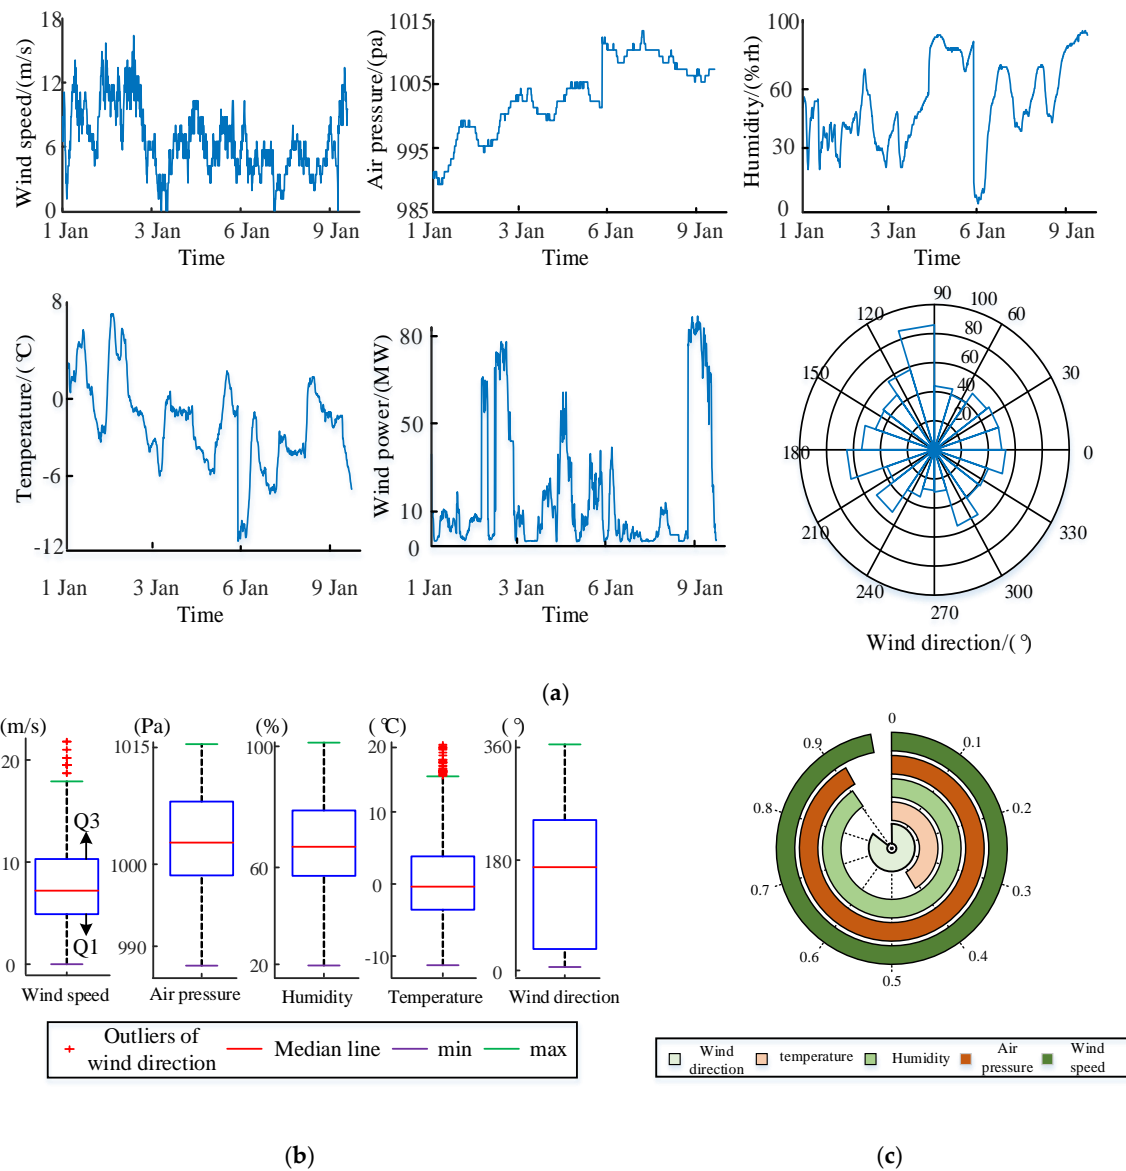 Wind speed/(m/s)
18
12
6
0
1 Jan 3 Jan 6 Jan 9 Jan
Time
Air pressure/(pa)
1015
1005
995
985
1 Jan 3 Jan 6 Jan 9 Jan
Time
Humidity/(%rh)
100
60
30
0
1 Jan 3 Jan 6 Jan 9 Jan
Time
Temperature/(℃)
8
0
-6
-12
1 Jan 3 Jan 6 Jan 9 Jan
Time
Wind power/(MW)
80
50
10
0
1 Jan 3 Jan 6 Jan 9 Jan
Time
90 100
120 60
80
60
150 40 30
20
180 0
210 330
240 300
270
Wind direction/(°)
(a)
(m/s) (Pa) (%) (℃) (°)
20
10
0
Q3
Q1
1015
1000
990
100
60
20
20
10
0
-10
360
180
0
Wind speed Air pressure Humidity Temperature Wind direction
Outliers of
wind direction
Median line min max
0
0.9 0.1
0.8 0.2
0.7 0.3
0.6 0.4
0.5
Wind
direction
temperature
Humidity
Air
pressure
Wind
speed
(b) (c)